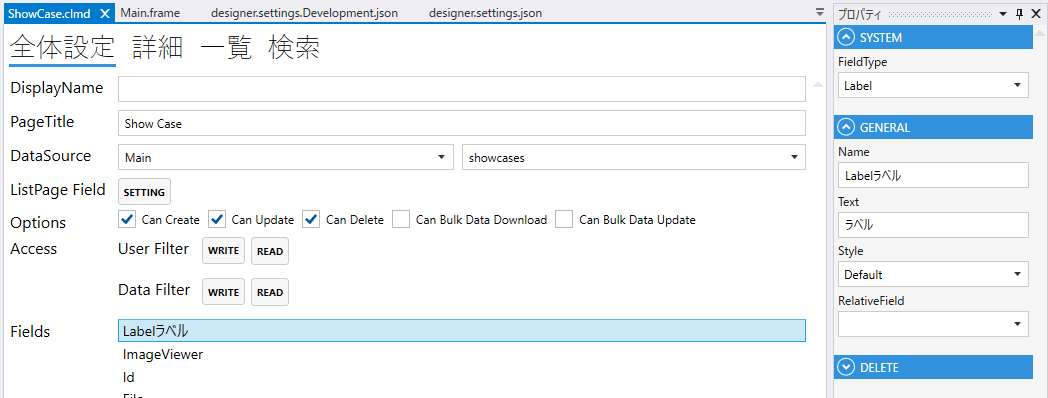 ShowCase.clmd Main.frame designer.settings.Development.json designer.settings.json
全体設定 詳細 一覧 検索
DisplayName
PageTitle Show Case
DataSource Main showcases
ListPage Field SETTING
Options Can Create Can Update Can Delete Can Bulk Data Download Can Bulk Data Update
Access User Filter WRITE READ
Data Filter WRITE READ
Fields Labelラベル
ImageViewer
Id
File
プロパティ
SYSTEM
FieldType
Label
GENERAL
Name
Labelラベル
Text
ラベル
Style
Default
RelativeField
DELETE